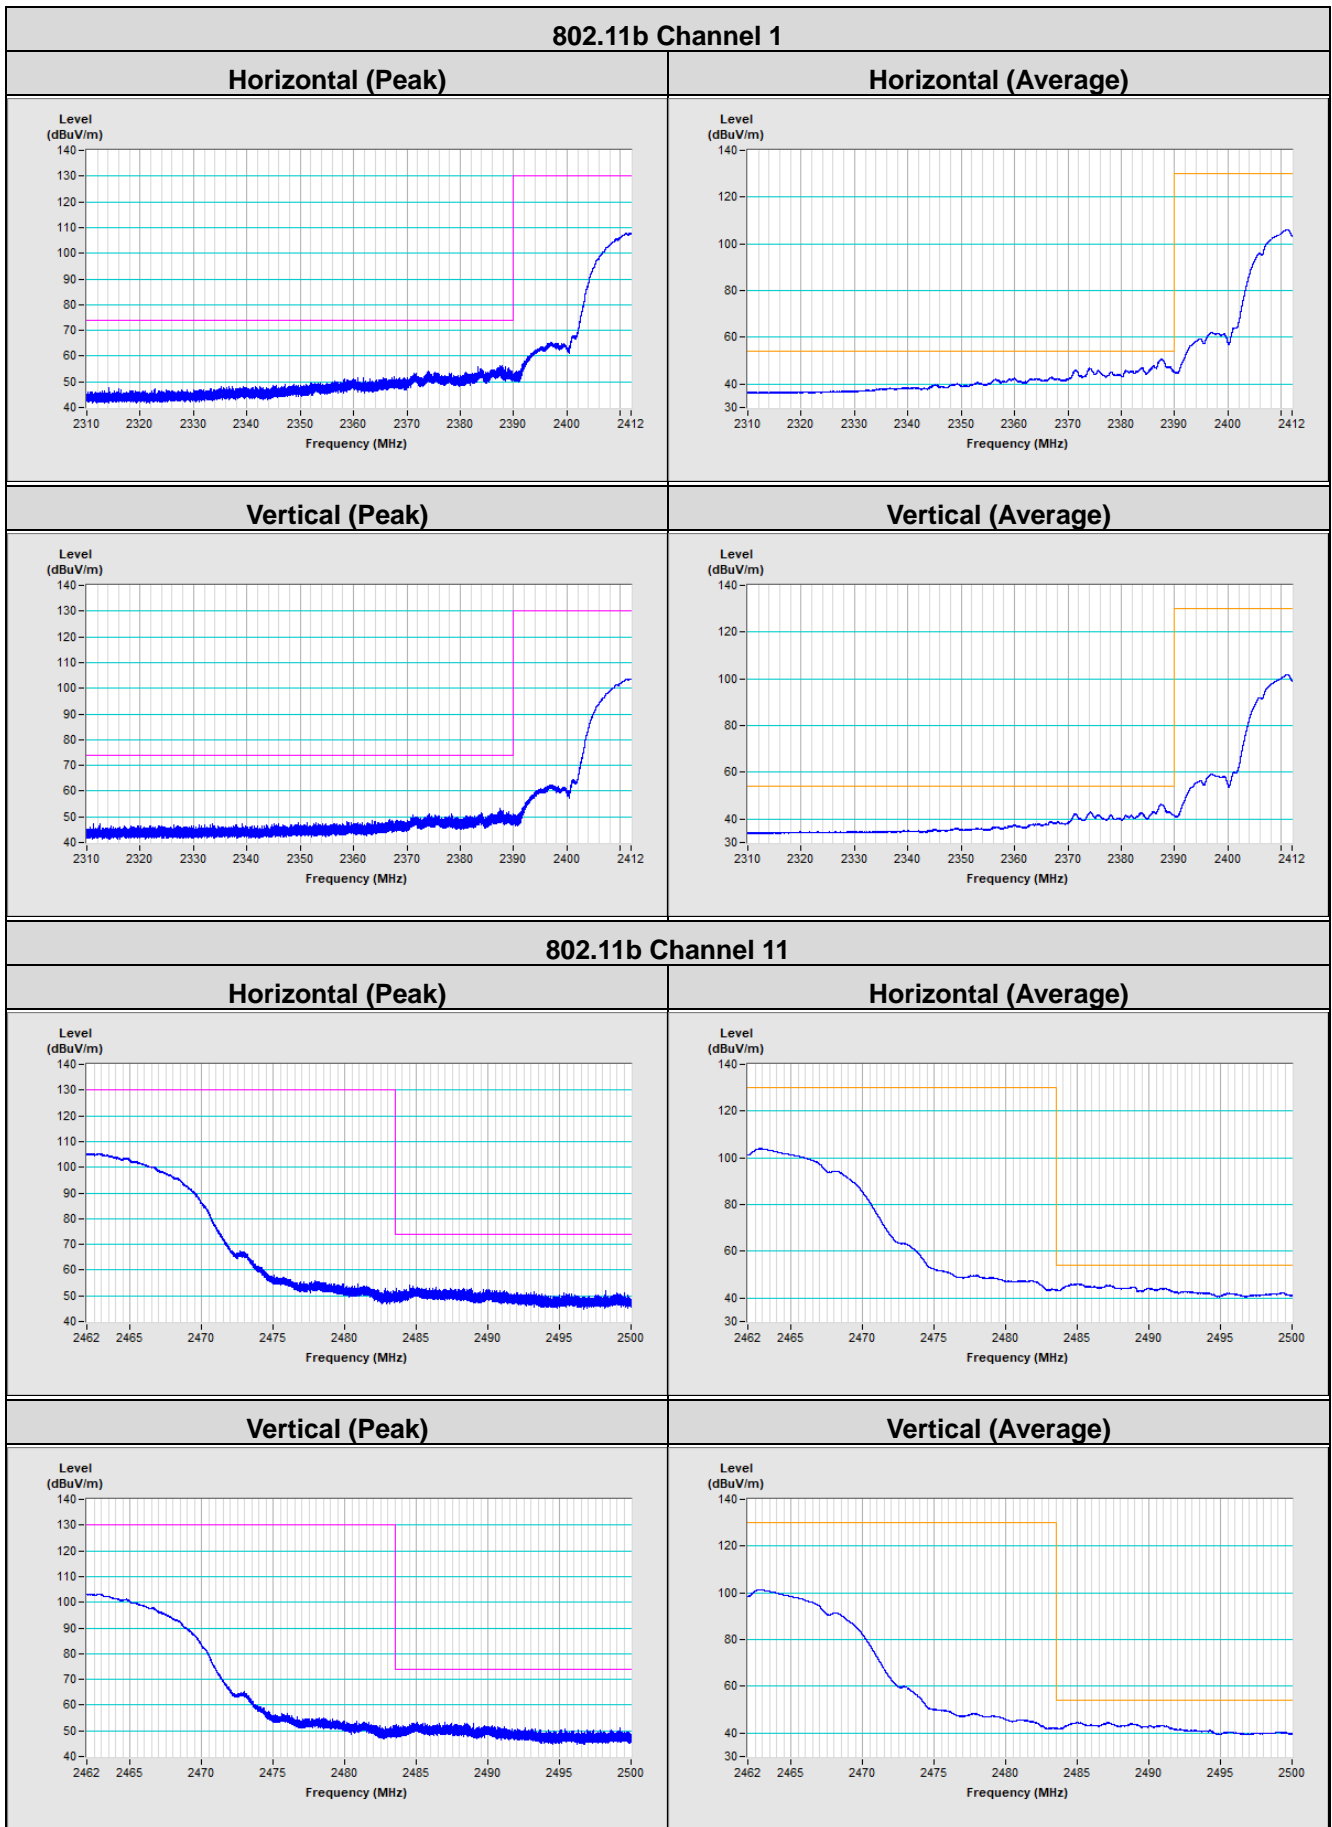 802.11b Channel 1
Horizontal (Peak)
Horizontal (Average)
Level
(dBuV/m)
140
130
120
110
100
90
80
70
60
50
40
2310 2320 2330 2340 2350 2360 2370 2380 2390 2400 2412
Frequency (MHz)
Level
(dBuV/m)
140
120
100
80
60
40
30
2310 2320 2330 2340 2350 2360 2370 2380 2390 2400 2412
Frequency (MHz)
Vertical (Peak)
Vertical (Average)
Level
(dBuV/m)
140
130
120
110
100
90
80
70
60
50
40
2310 2320 2330 2340 2350 2360 2370 2380 2390 2400 2412
Frequency (MHz)
Level
(dBuV/m)
140
120
100
80
60
40
30
2310 2320 2330 2340 2350 2360 2370 2380 2390 2400 2412
Frequency (MHz)
802.11b Channel 11
Horizontal (Peak)
Horizontal (Average)
Level
(dBuV/m)
140
130
120
110
100
90
80
70
60
50
40
2462 2465 2470 2475 2480 2485 2490 2495 2500
Frequency (MHz)
Level
(dBuV/m)
140
120
100
80
60
40
30
2462 2465 2470 2475 2480 2485 2490 2495 2500
Frequency (MHz)
Vertical (Peak)
Vertical (Average)
Level
(dBuV/m)
140
130
120
110
100
90
80
70
60
50
40
2462 2465 2470 2475 2480 2485 2490 2495 2500
Frequency (MHz)
Level
(dBuV/m)
140
120
100
80
60
40
30
2462 2465 2470 2475 2480 2485 2490 2495 2500
Frequency (MHz)